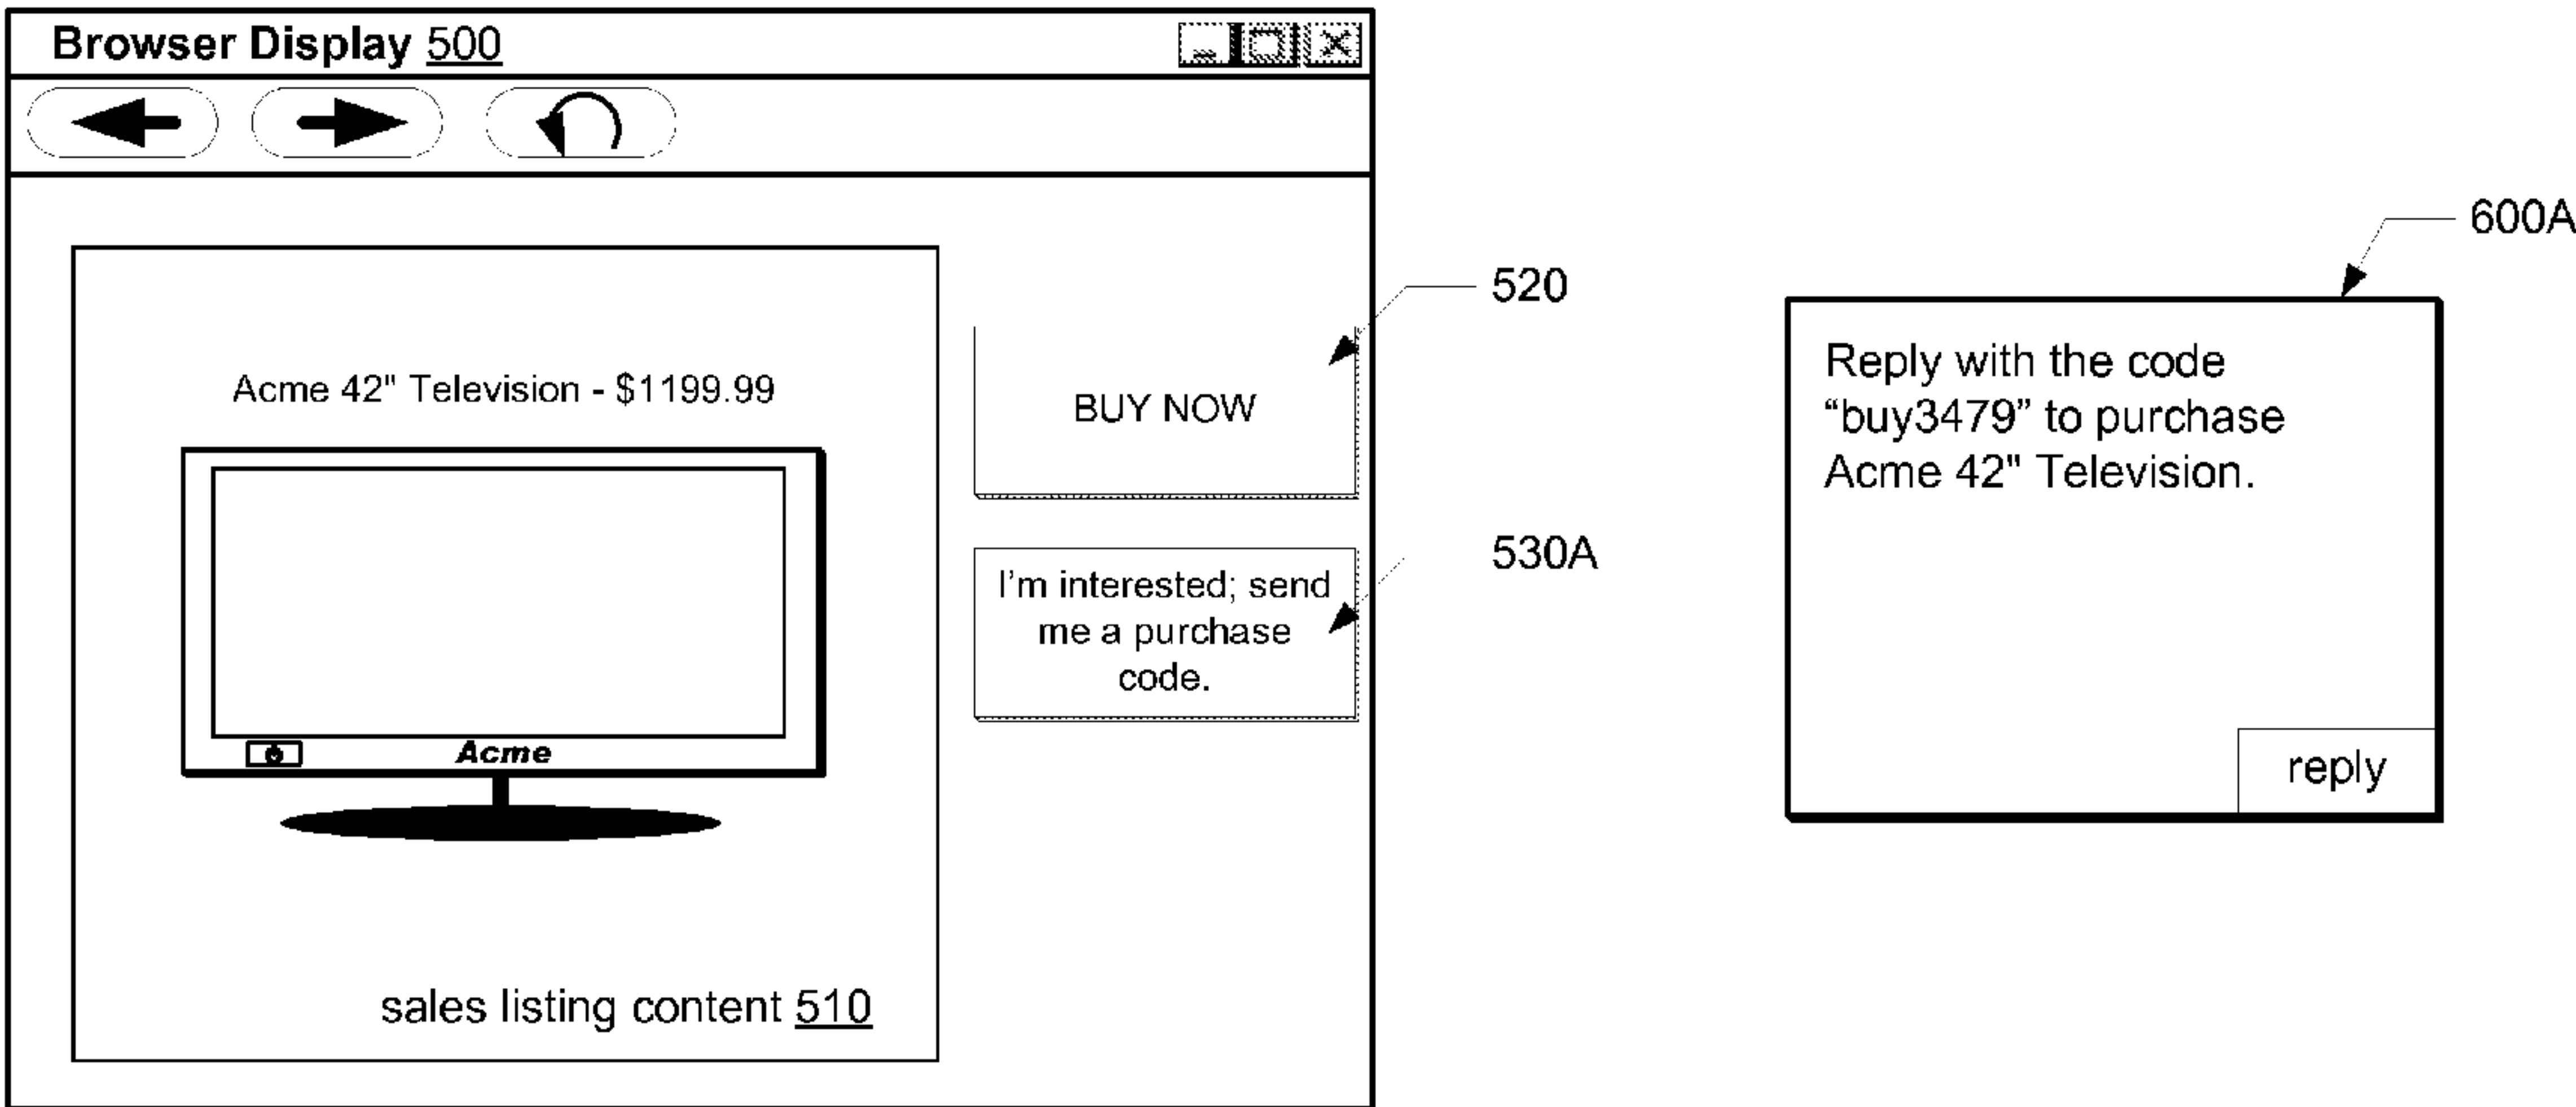 Browser Display 500
Acme 42" Television - $1199.99
Acme
sales listing content 510
BUY NOW
520
I'm interested; send
me a purchase
code.
530A
600A
Reply with the code
“buy3479” to purchase
Acme 42" Television.
reply